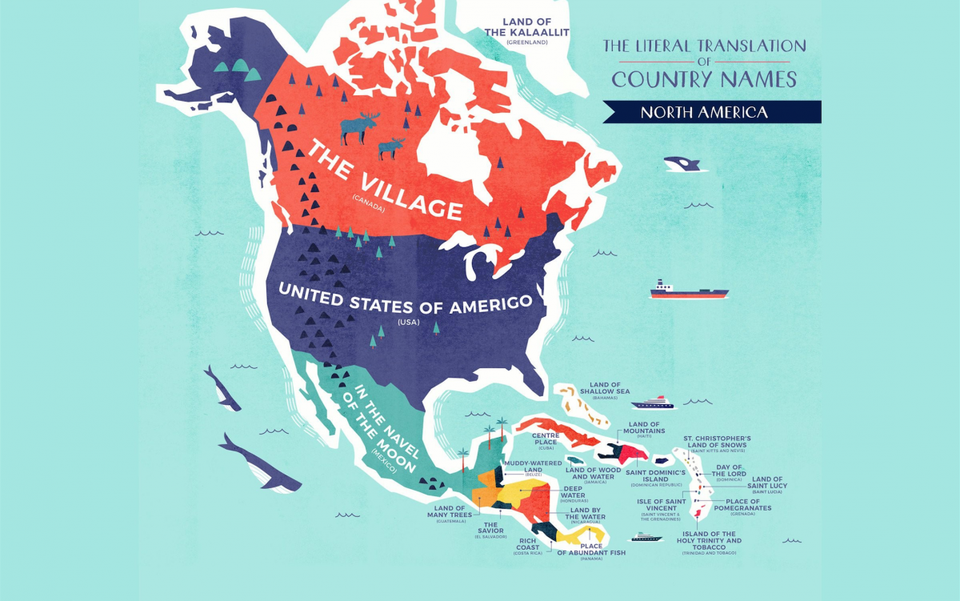 LAND OF
THE KALAALLIT
(GREENLAND)
THE LITERAL TRANSLATION
OF
COUNTRY NAMES
NORTH AMERICA
THE VILLAGE
(CANADA)
UNITED STATES OF AMERIGO
(USA)
IN THE NAVEL
OF THE MOON
(MEXICO)
LAND OF
SHALLOW SEA
(BAHAMAS)
CENTRE
PLACE
(CUBA)
LAND OF
MOUNTAINS
(HAITI)
ST. CHRISTOPHER'S
LAND OF SNOWS
(SAINT KITTS AND NEVIS)
MUDDY-WATERED
LAND
(BELIZE)
LAND OF WOOD
AND WATER
(JAMAICA)
SAINT DOMINIC'S
ISLAND
(DOMINICAN REPUBLIC)
DAY OF
THE LORD
(DOMINICA)
LAND OF
SAINT LUCY
(SAINT LUCIA)
DEEP
WATER
(HONDURAS)
ISLE OF SAINT
VINCENT
(SAINT VINCENT &
THE GRENADINES)
PLACE OF
POMEGRANATES
(GRENADA)
LAND OF
MANY TREES
(GUATEMALA)
LAND BY
THE WATER
(NICARAGUA)
THE
SAVIOR
(EL SALVADOR)
RICH
COAST
(COSTA RICA)
PLACE
OF ABUNDANT FISH
(PANAMA)
ISLAND OF THE
HOLY TRINITY AND
TOBACCO
(TRINIDAD AND TOBAGO)